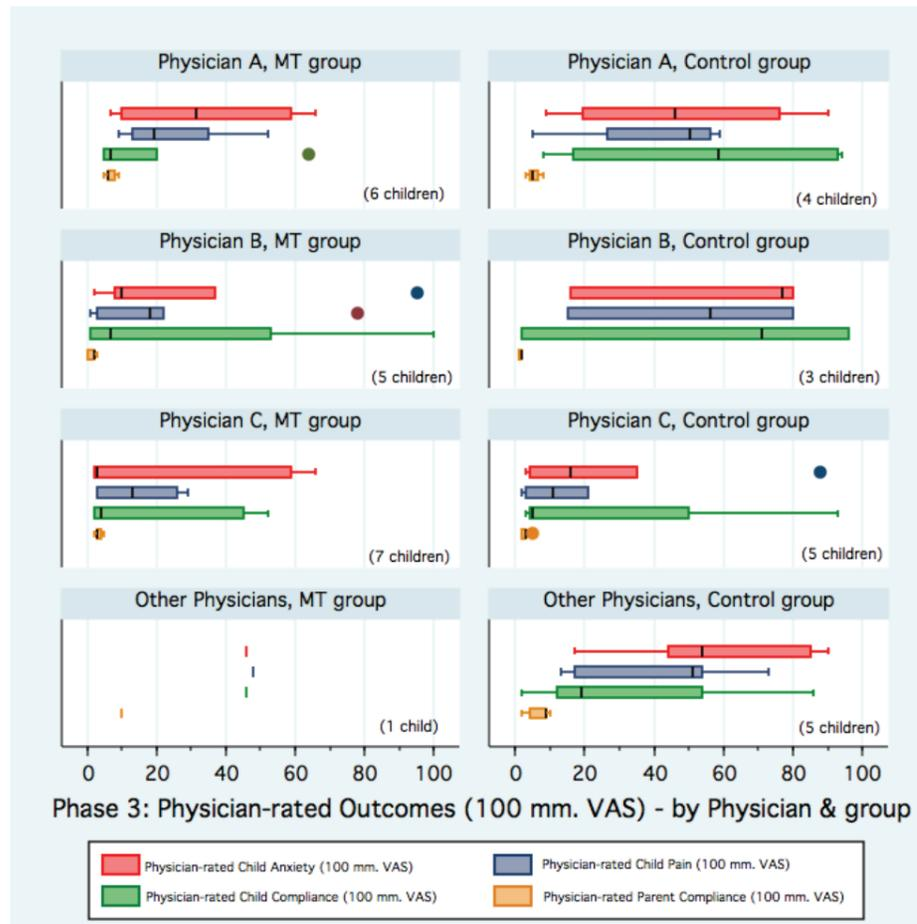 Physician A, MT group
Physician A, Control group
(6 children)
(4 children)
Physician B, MT group
Physician B, Control group
(5 children)
(3 children)
Physician C, MT group
Physician C, Control group
(7 children)
(5 children)
Other Physicians, MT group
Other Physicians, Control group
(1 child)
(5 children)
0 20 40 60 80 100
0 20 40 60 80 100
Phase 3: Physician-rated Outcomes (100 mm. VAS) - by Physician & group
Physician-rated Child Anxiety (100 mm. VAS)
Physician-rated Child Pain (100 mm. VAS)
Physician-rated Child Compliance (100 mm. VAS)
Physician-rated Parent Compliance (100 mm. VAS)